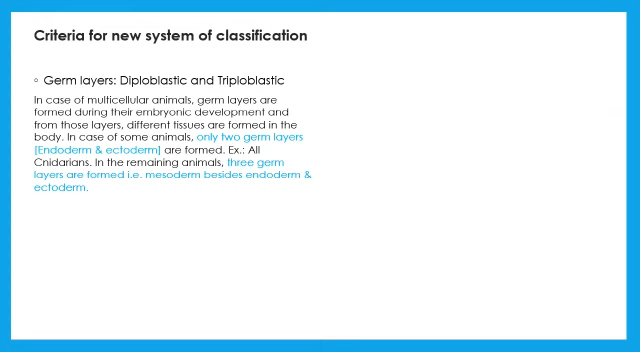 Criteria for new system of classification
◦ Germ layers: Diploblastic and Triploblastic
In case of multicellular animals, germ layers are
formed during their embryonic development and
from those layers, different tissues are formed in the
body. In case of some animals, only two germ layers
[Endoderm & ectoderm] are formed. Ex.: All
Cnidarians. In the remaining animals, three germ
layers are formed i.e. mesoderm besides endoderm &
ectoderm.